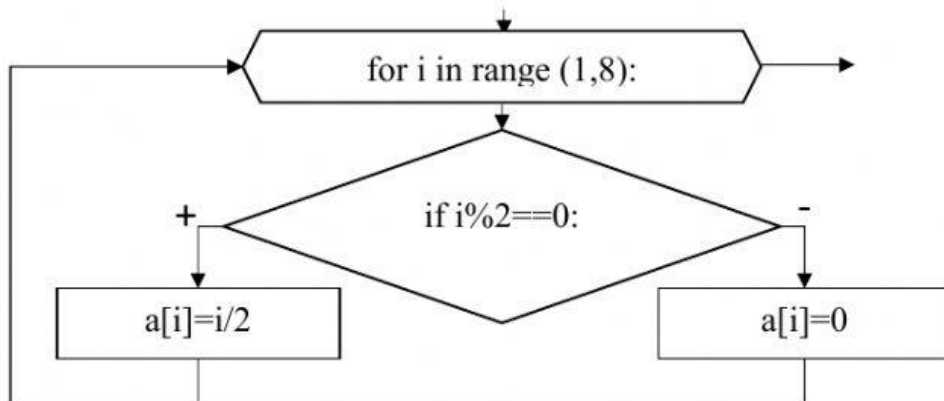 for i in range (1,8):
+
if i%2==0:
-
a[i]=i/2
a[i]=0